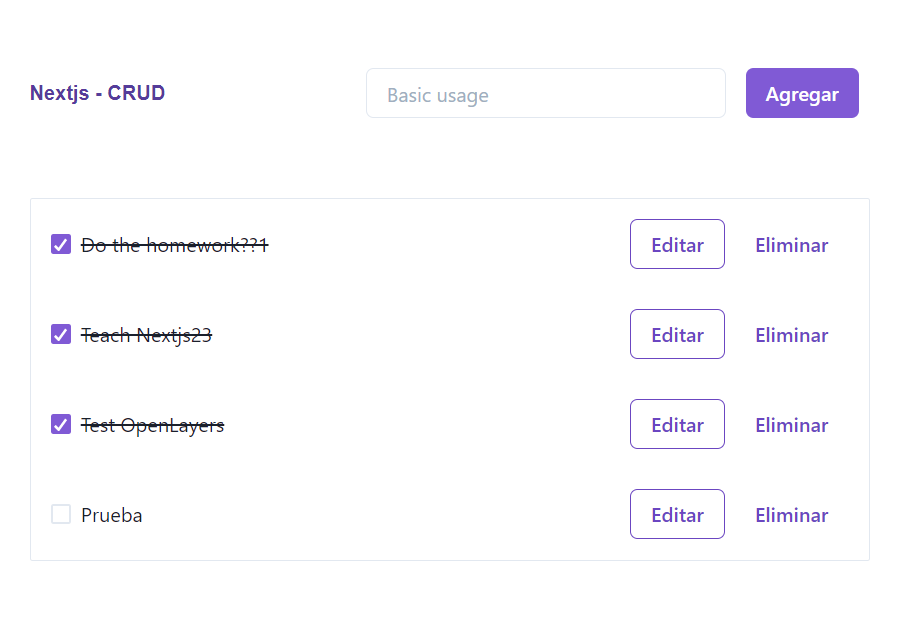 Nextjs - CRUD
Basic usage
Agregar
Do the homework??1
Editar
Eliminar
Teach Nextjs23
Editar
Eliminar
Test OpenLayers
Editar
Eliminar
Prueba
Editar
Eliminar